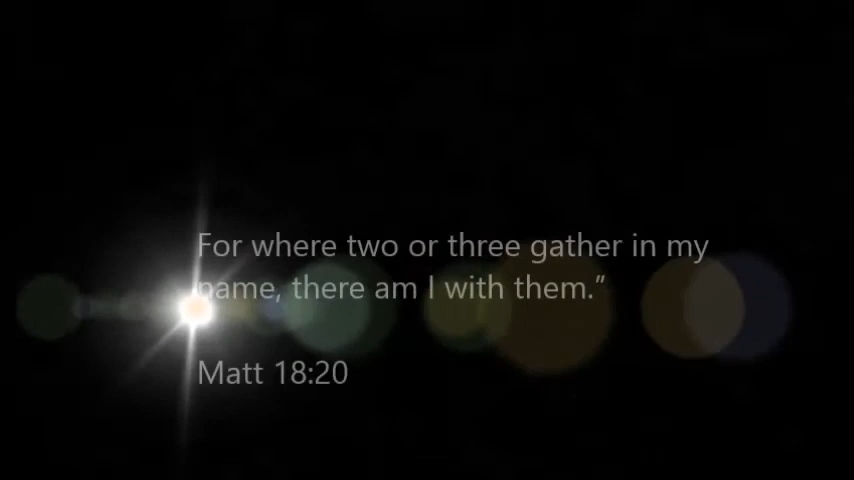 For where two or three gather in my
name, there am I with them.”
Matt 18:20